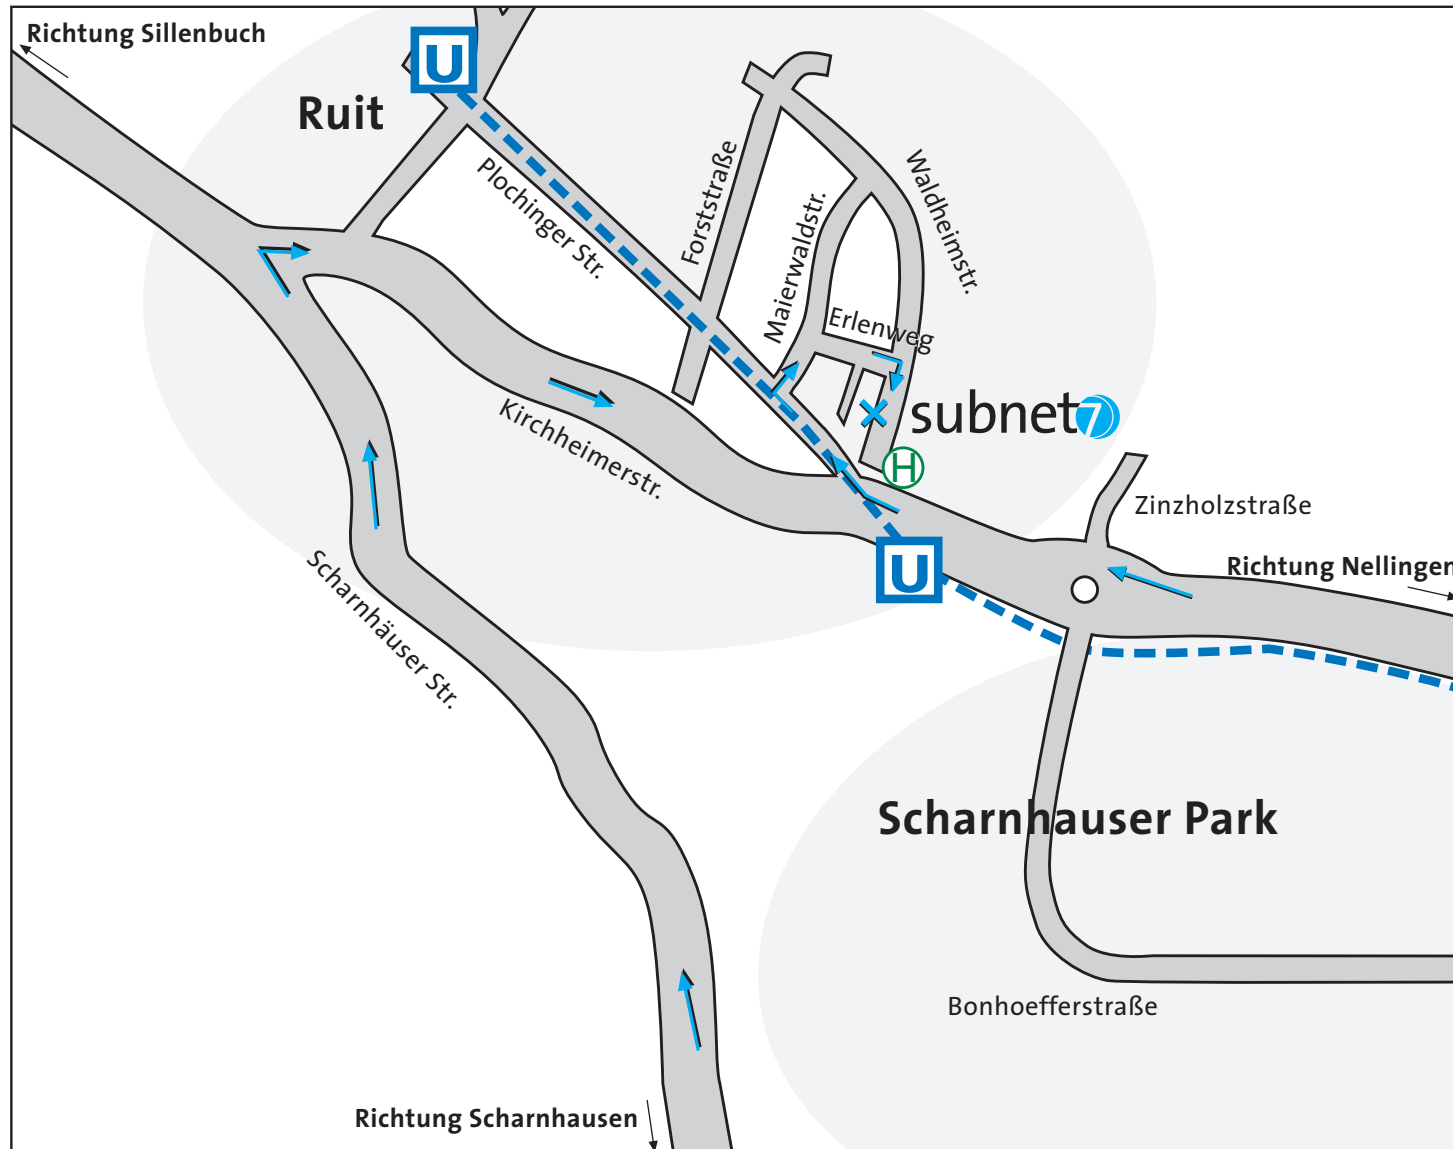 Richtung Sillenbuch
U
Ruit
Plochinger Str.
Forststraße
Maierwaldstr.
Waldheimstr.
Erlenweg
subnet7
H
Kirchheimerstr.
Zinzholzstraße
U
Richtung Nellingen
Scharnhäuser Str.
Scharnhauser Park
Bonhoefferstraße
Richtung Scharnhausen